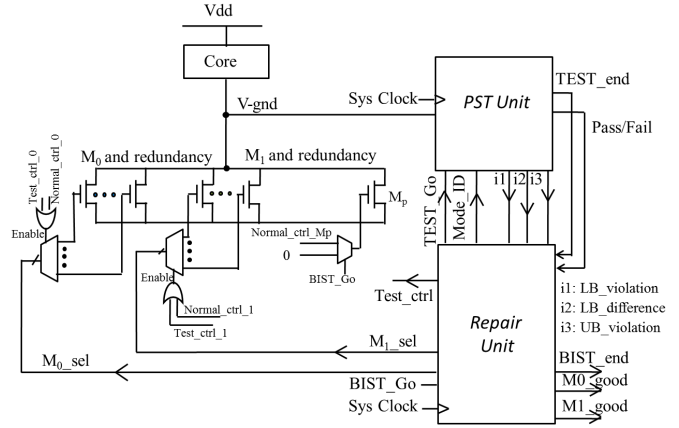 Vdd
Core
V-gnd
Sys Clock
PST Unit
TEST_end
Pass/Fail
M0 and redundancy
M1 and redundancy
Mp
Test_ctrl_0
Normal_ctrl_0
Enable
Normal_ctrl_Mp
0
BIST_Go
Enable
Normal_ctrl_1
Test_ctrl_1
TEST_Go
Mode_ID
i1
i2
i3
Test_ctrl
Repair
Unit
i1: LB_violation
i2: LB_difference
i3: UB_violation
M1_sel
M0_sel
BIST_Go
Sys Clock
BIST_end
M0_good
M1_good